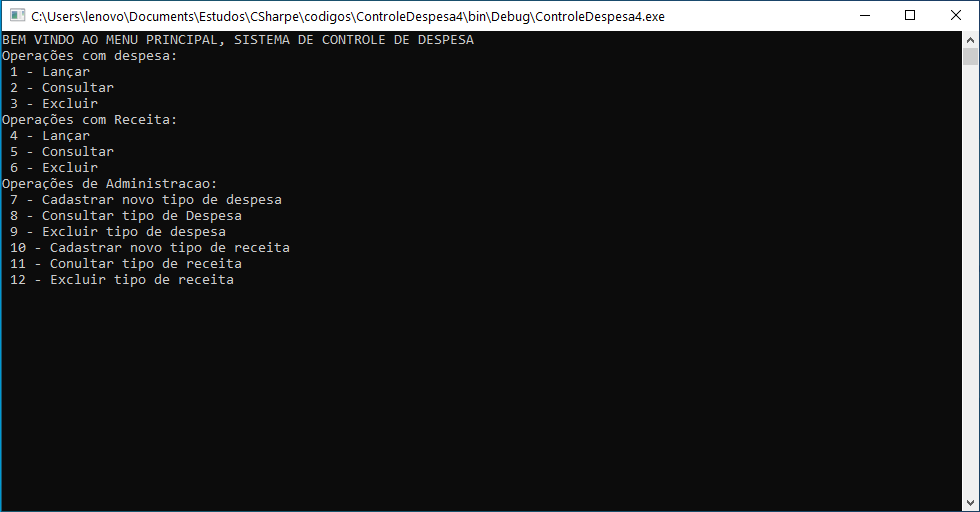 C:\Users\lenovo\Documents\Estudos\CSharpe\codigos\ControleDespesa4\bin\Debug\ControleDespesa4.exe
BEM VINDO AO MENU PRINCIPAL, SISTEMA DE CONTROLE DE DESPESA
Operações com despesa:
1 - Lançar
2 - Consultar
3 - Excluir
Operações com Receita:
4 - Lançar
5 - Consultar
6 - Excluir
Operações de Administracao:
7 - Cadastrar novo tipo de despesa
8 - Consultar tipo de Despesa
9 - Excluir tipo de despesa
10 - Cadastrar novo tipo de receita
11 - Conultar tipo de receita
12 - Excluir tipo de receita